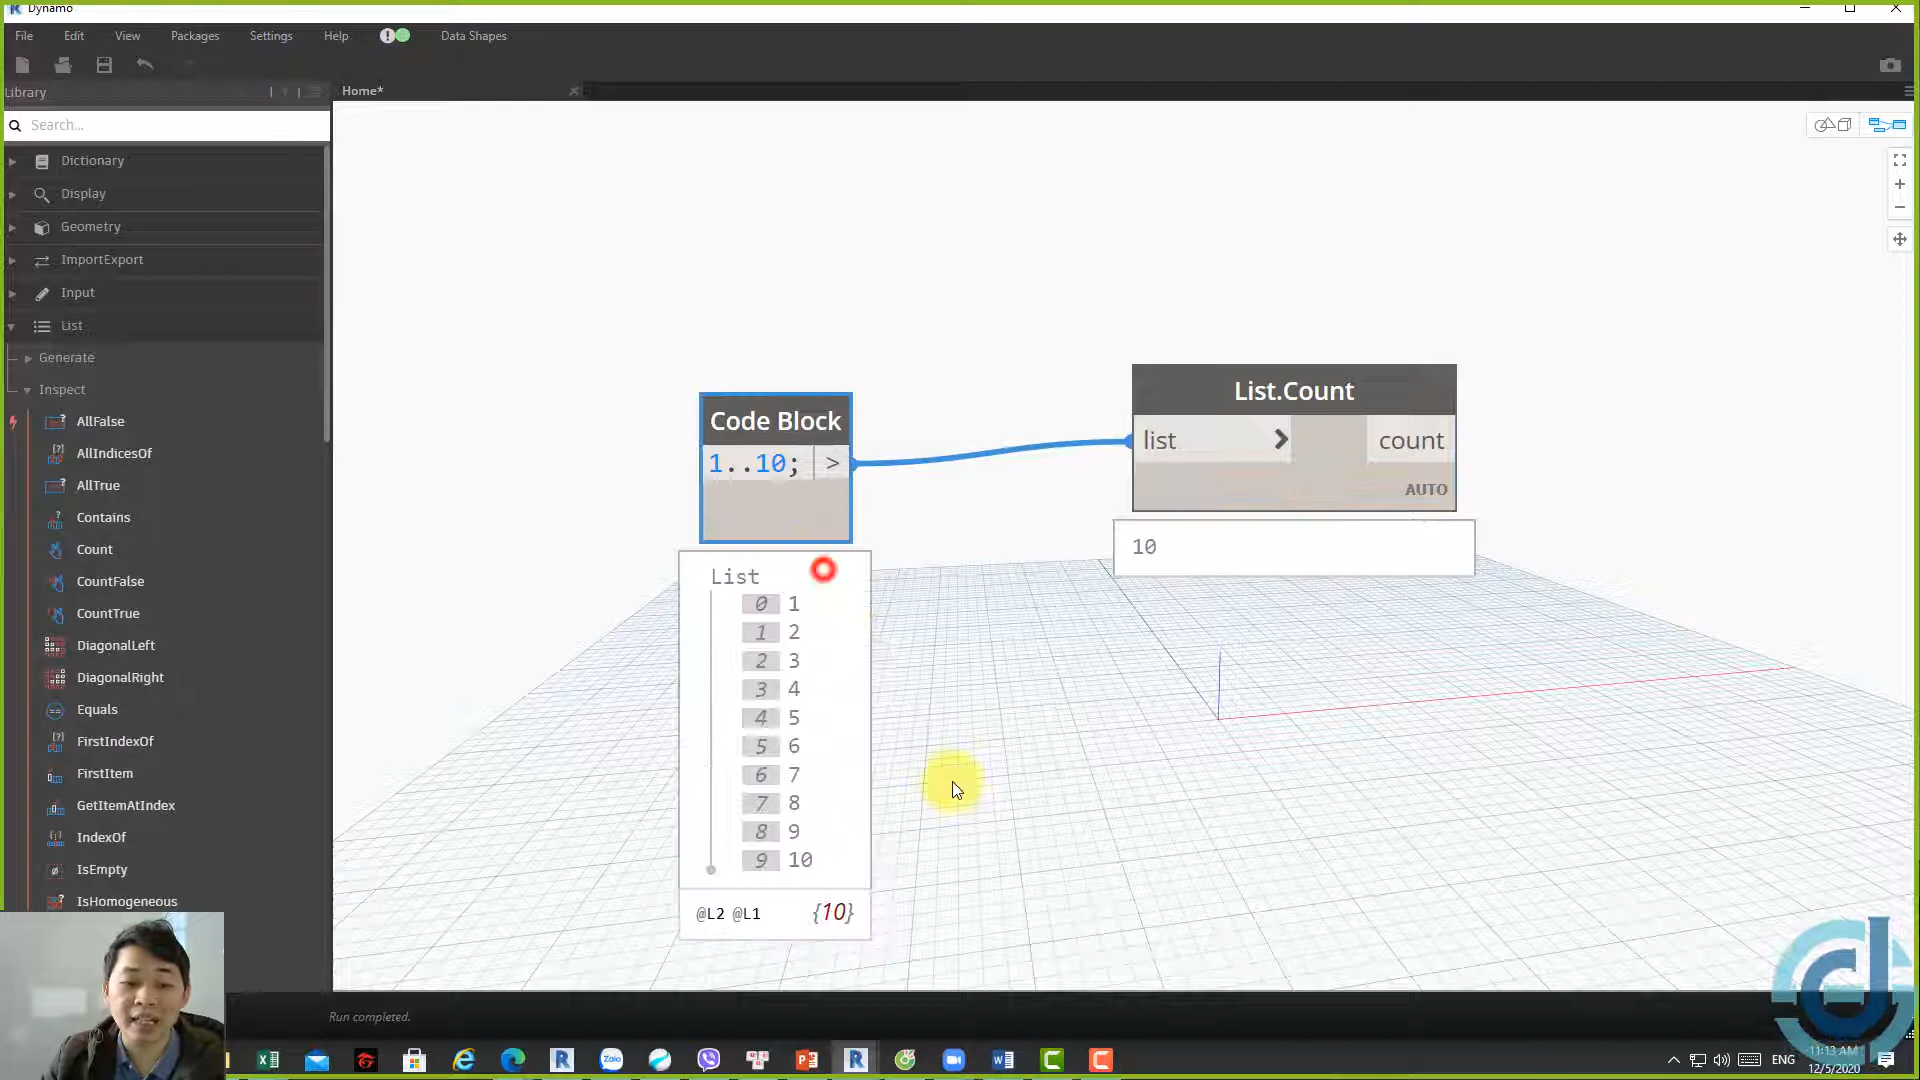 Dynamo
File Edit View Packages Settings Help Data Shapes
Library
Home*
Search...
Dictionary
Display
Geometry
ImportExport
Input
List
Generate
Inspect
AllFalse
AllIndicesOf
AllTrue
Contains
Count
CountFalse
CountTrue
DiagonalLeft
DiagonalRight
Equals
FirstIndexOf
FirstItem
GetItemAtIndex
IndexOf
IsEmpty
IsHomogeneous
Code Block
1..10; >
List
0 1
1 2
2 3
3 4
4 5
5 6
6 7
7 8
8 9
9 10
@L2 @L1 {10}
List.Count
list > count
AUTO
10
Run completed.
Zalo
ENG
11:13 AM
12/5/2020